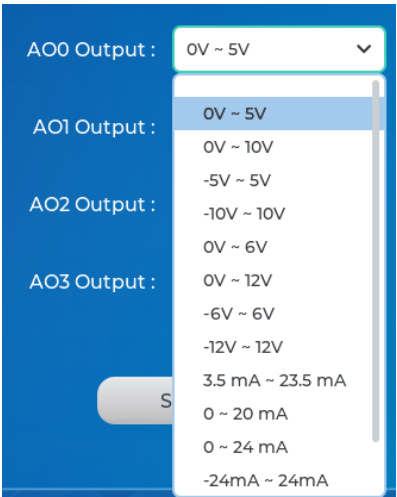 AO0 Output : 0V ~ 5V
0V ~ 5V
AO1 Output :
0V ~ 10V
-5V ~ 5V
AO2 Output :
-10V ~ 10V
0V ~ 6V
AO3 Output :
0V ~ 12V
-6V ~ 6V
-12V ~ 12V
3.5 mA ~ 23.5 mA
S
0 ~ 20 mA
0 ~ 24 mA
-24mA ~ 24mA